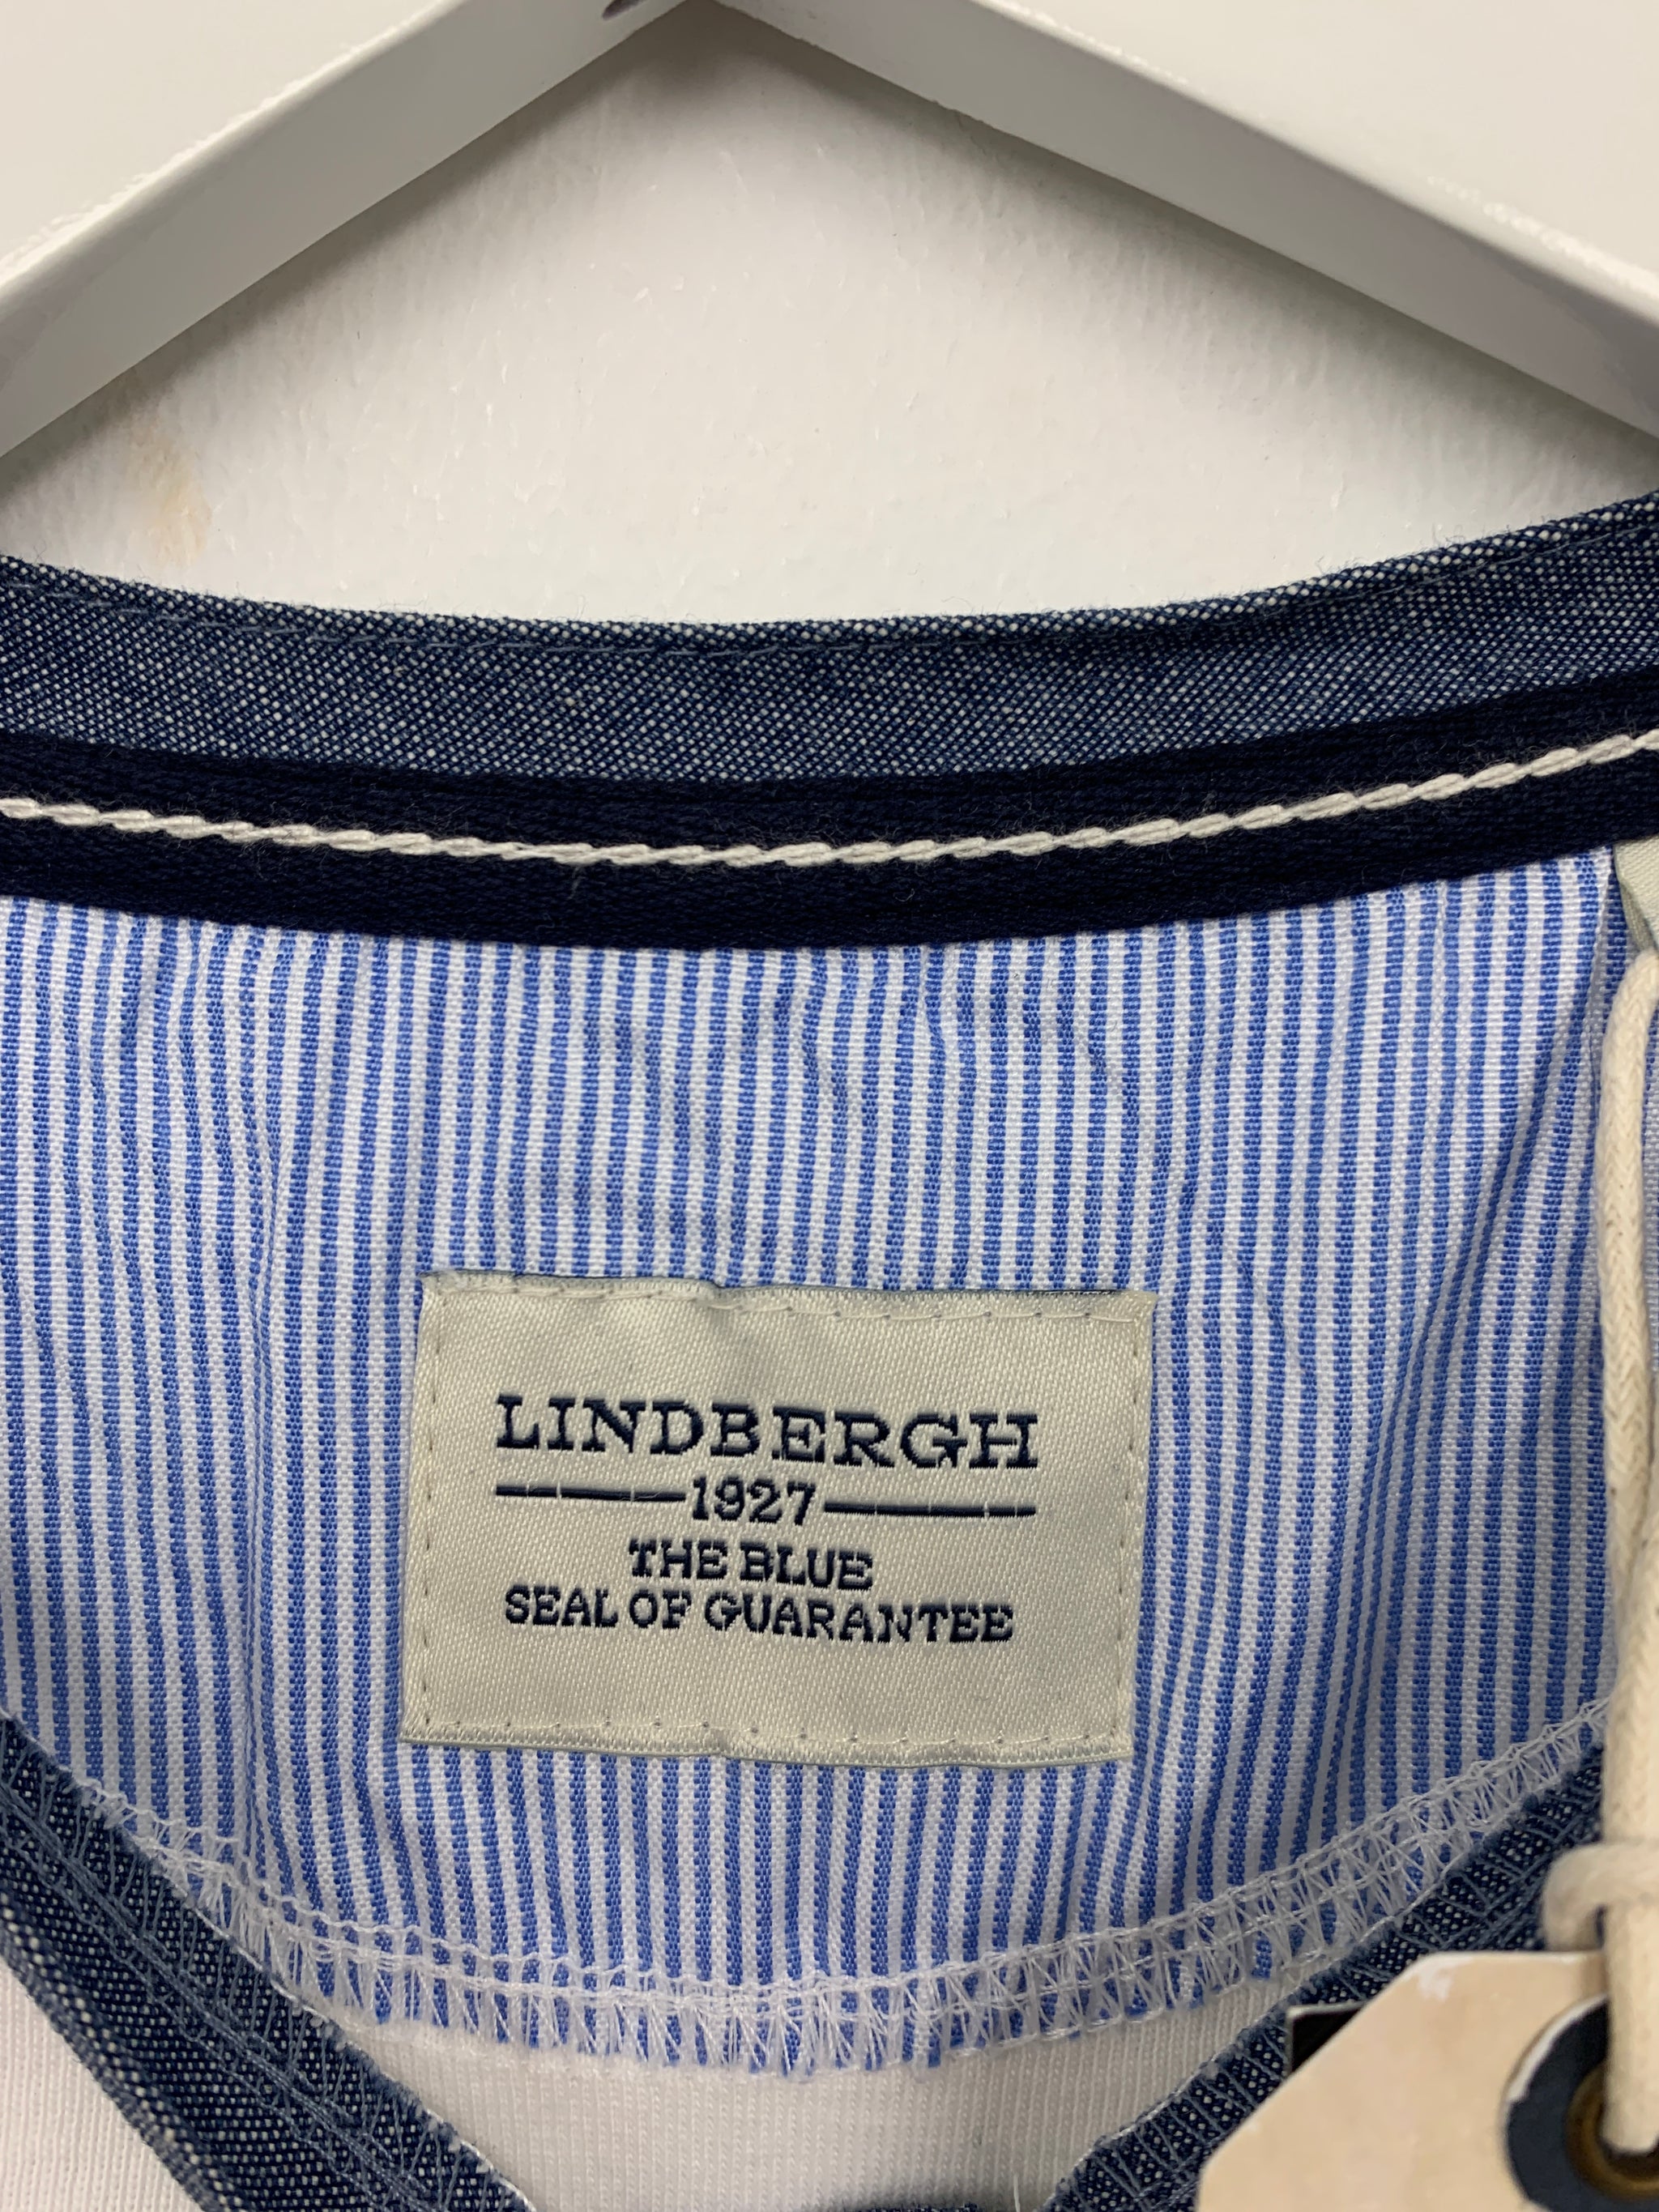 LINDBERGH
1927
THE BLUE
SEAL OF GUARANTEE